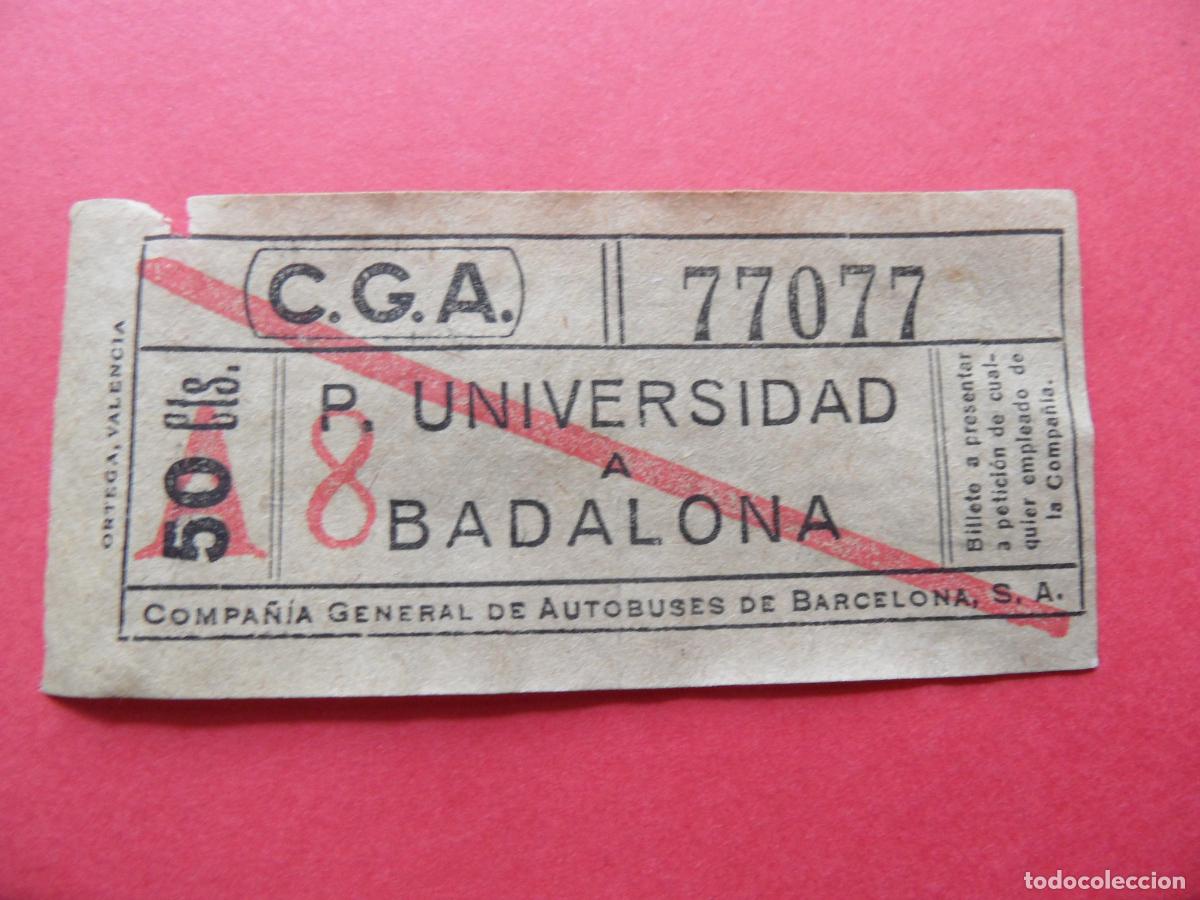 C.G.A.
77077
50 Cts.
A
P. UNIVERSIDAD
A
8
BADALONA
Billete a presentar
a petición de cual-
quier empleado de
la Compañía.
COMPAÑÍA GENERAL DE AUTOBUSES DE BARCELONA, S. A.
ORTEGA, VALENCIA
todocoleccion